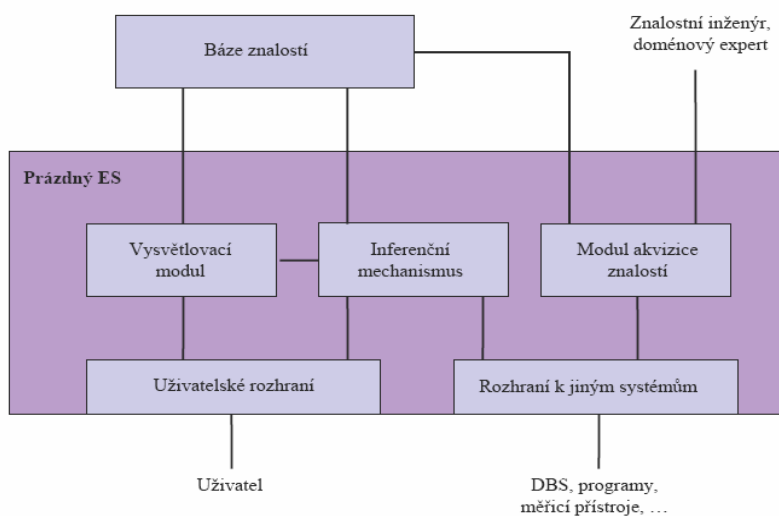 Báze znalostí
Znalostní inženýr,
doménový expert
Prázdný ES
Vysvětlovací
modul
Inferenční
mechanismus
Modul akvizice
znalostí
Uživatelské rozhraní
Rozhraní k jiným systémům
Uživatel
DBS, programy,
měřicí přístroje, …